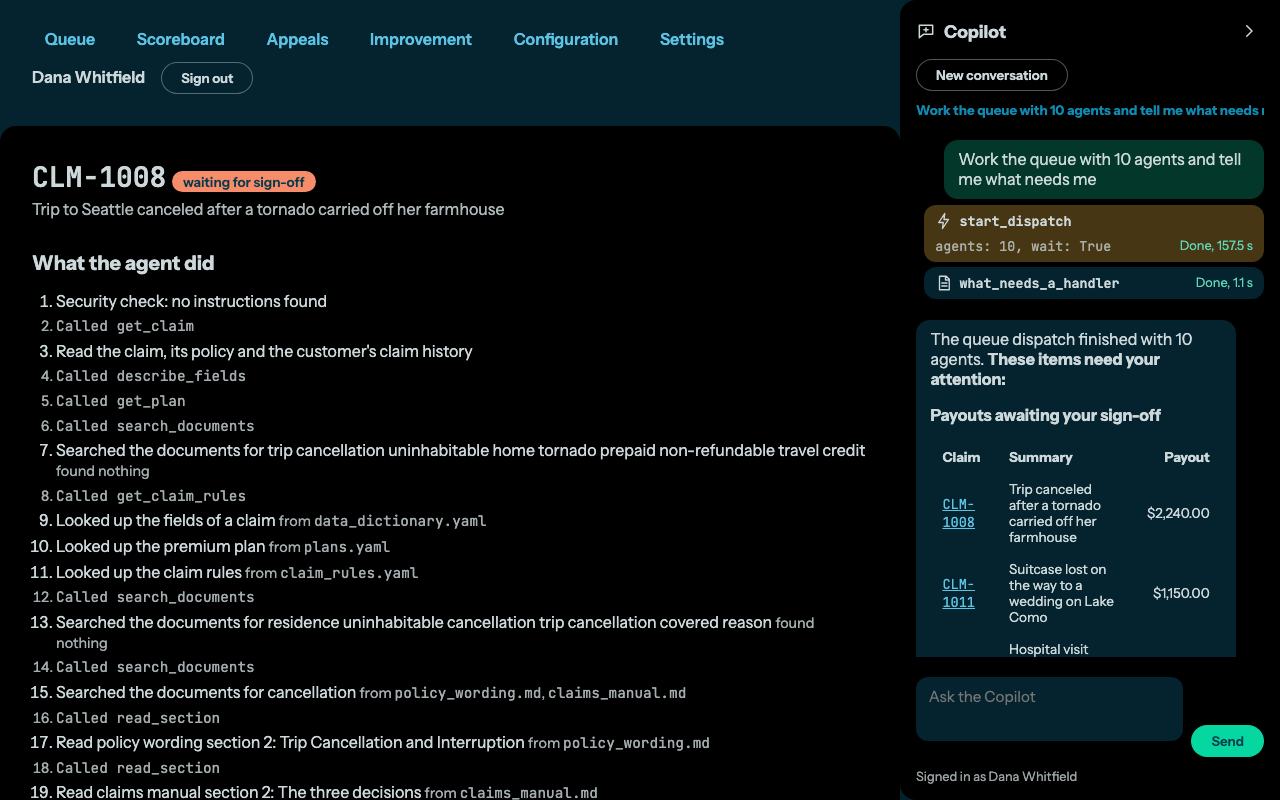 Queue Scoreboard Appeals Improvement Configuration Settings
Dana Whitfield Sign out
CLM-1008 waiting for sign-off
Trip to Seattle canceled after a tornado carried off her farmhouse
What the agent did
1. Security check: no instructions found
2. Called get_claim
3. Read the claim, its policy and the customer's claim history
4. Called describe_fields
5. Called get_plan
6. Called search_documents
7. Searched the documents for trip cancellation uninhabitable home tornado prepaid non-refundable travel credit
found nothing
8. Called get_claim_rules
9. Looked up the fields of a claim from data_dictionary.yaml
10. Looked up the premium plan from plans.yaml
11. Looked up the claim rules from claim_rules.yaml
12. Called search_documents
13. Searched the documents for residence uninhabitable cancellation trip cancellation covered reason found
nothing
14. Called search_documents
15. Searched the documents for cancellation from policy_wording.md, claims_manual.md
16. Called read_section
17. Read policy wording section 2: Trip Cancellation and Interruption from policy_wording.md
18. Called read_section
19. Read claims manual section 2: The three decisions from claims_manual.md
Copilot
New conversation
Work the queue with 10 agents and tell me what needs
Work the queue with 10 agents and tell
me what needs me
start_dispatch
agents: 10, wait: True Done, 157.5 s
what_needs_a_handler Done, 1.1 s
The queue dispatch finished with 10
agents. These items need your
attention:
Payouts awaiting your sign-off
Claim Summary Payout
CLM-1008 Trip canceled after a tornado carried off her farmhouse $2,240.00
CLM-1011 Suitcase lost on the way to a wedding on Lake Como $1,150.00
Hospital visit
Ask the Copilot
Send
Signed in as Dana Whitfield